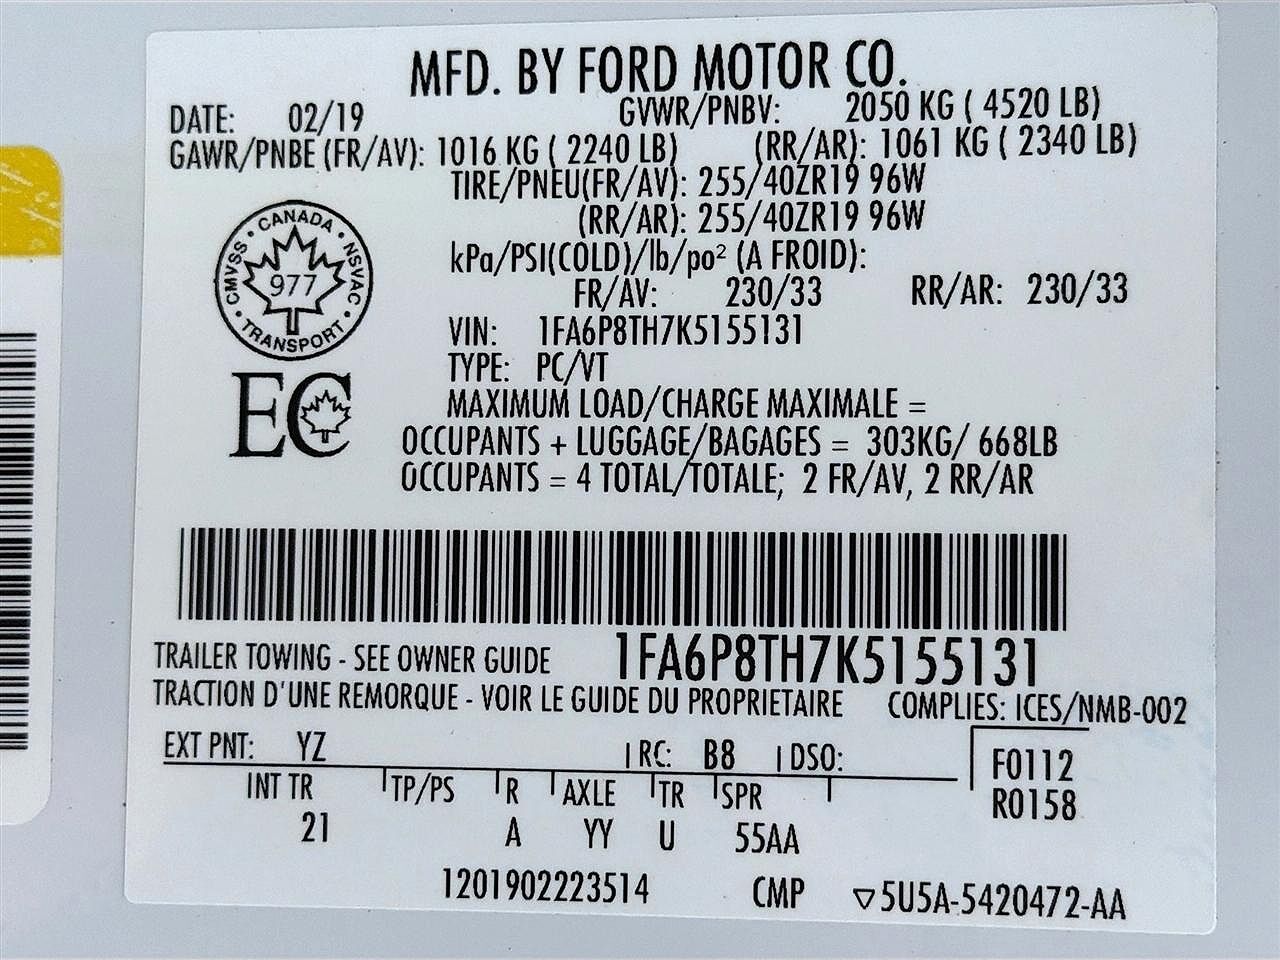 MFD. BY FORD MOTOR CO.
DATE: 02/19 GVWR/PNBV: 2050 KG ( 4520 LB)
GAWR/PNBE (FR/AV): 1016 KG ( 2240 LB) (RR/AR): 1061 KG ( 2340 LB)
TIRE/PNEU(FR/AV): 255/40ZR19 96W
(RR/AR): 255/40ZR19 96W
kPa/PSI(COLD)/lb/po² (A FROID):
FR/AV: 230/33 RR/AR: 230/33
CANADA
CMVSS 977 NSVAC
TRANSPORT
VIN: 1FA6P8TH7K5155131
TYPE: PC/VT
EC
MAXIMUM LOAD/CHARGE MAXIMALE =
OCCUPANTS + LUGGAGE/BAGAGES = 303KG/ 668LB
OCCUPANTS = 4 TOTAL/TOTALE; 2 FR/AV, 2 RR/AR
TRAILER TOWING - SEE OWNER GUIDE 1FA6P8TH7K5155131
TRACTION D'UNE REMORQUE - VOIR LE GUIDE DU PROPRIETAIRE COMPLIES: ICES/NMB-002
EXT PNT: YZ RC: B8 DSO: F0112
INT TR TP/PS R AXLE TR SPR R0158
21 A YY U 55AA
1201902223514 CMP ▽5U5A-5420472-AA